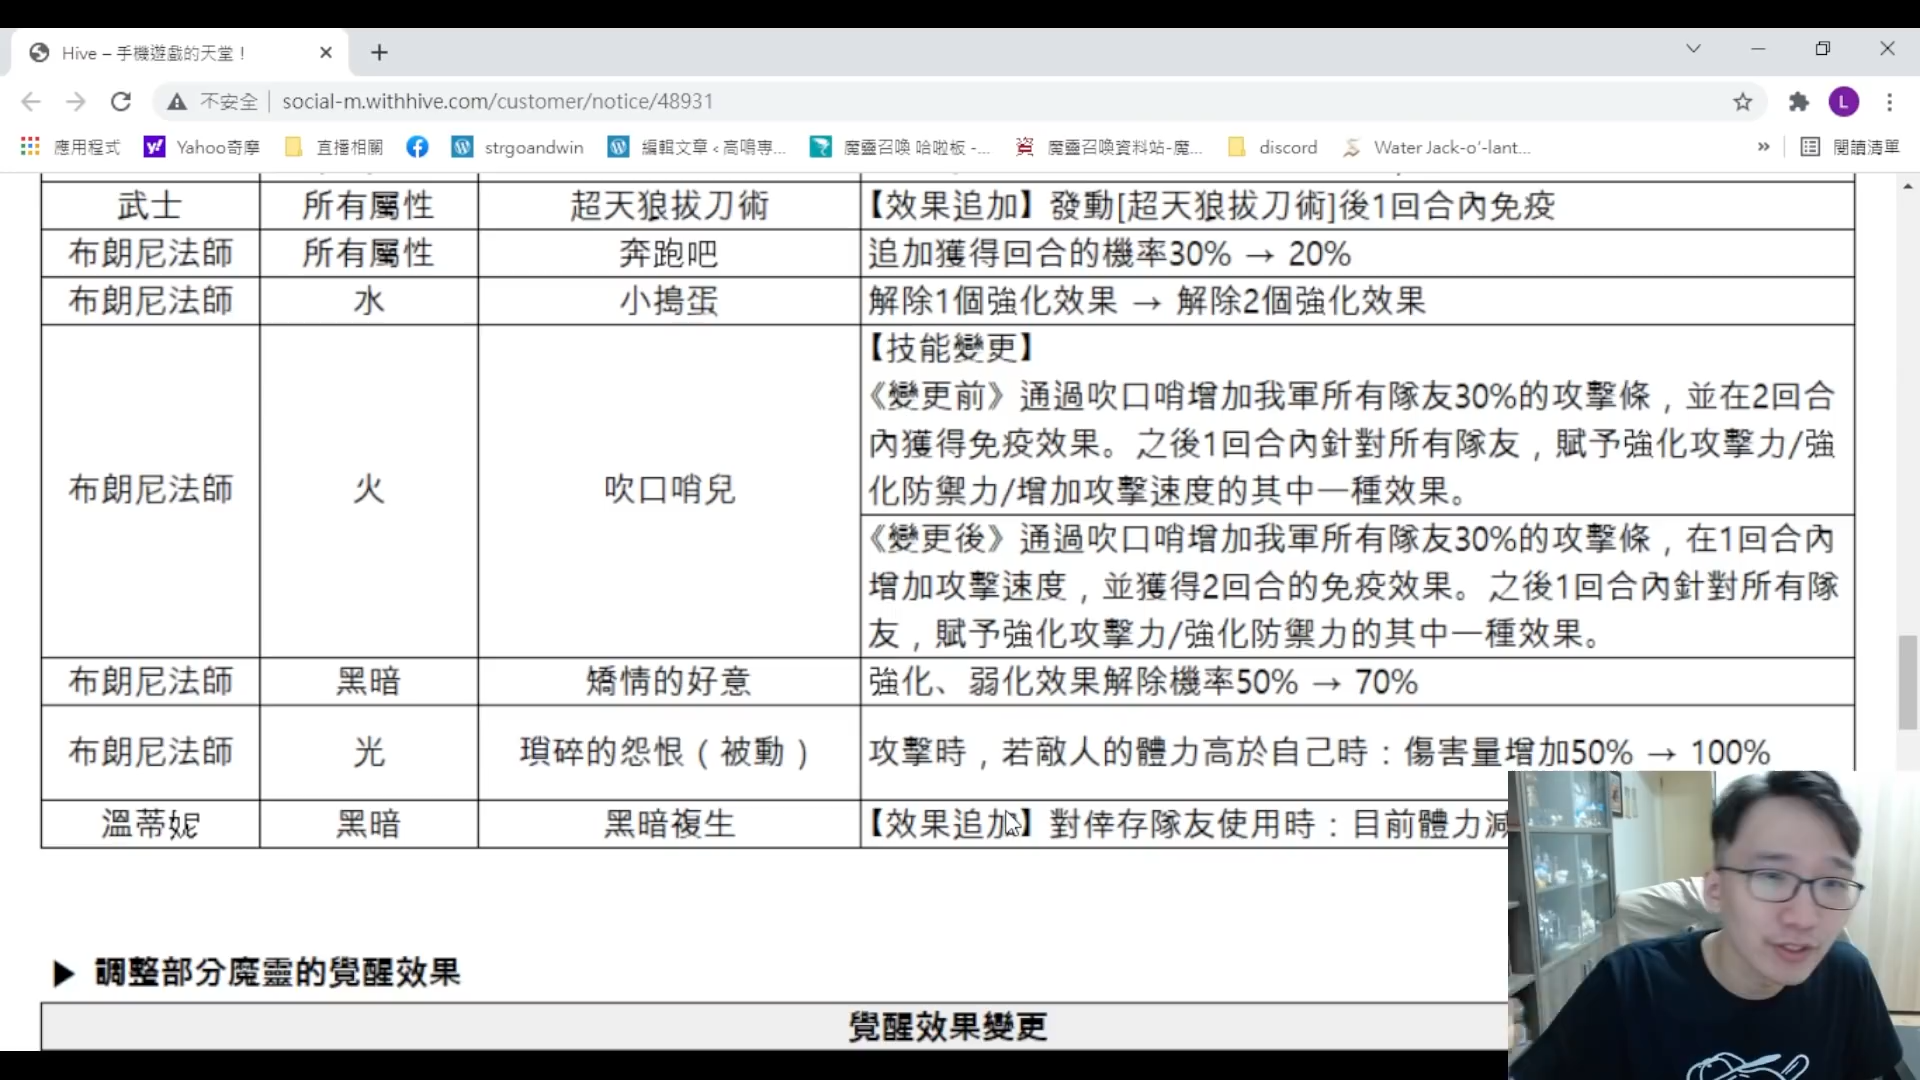 Hive – 手機遊戲的天堂！
不安全 social-m.withhive.com/customer/notice/48931 L
應用程式 Yahoo奇摩 直播相關 strgoandwin 編輯文章 ‹ 高鳴專... 魔靈召喚 哈啦板 -... 魔靈召喚資料站-魔... discord Water Jack-o'-lant... » 閱讀清單
武士 所有屬性 超天狼拔刀術 【效果追加】發動[超天狼拔刀術]後1回合內免疫
布朗尼法師 所有屬性 奔跑吧 追加獲得回合的機率30% → 20%
布朗尼法師 水 小搗蛋 解除1個強化效果 → 解除2個強化效果
【技能變更】
《變更前》通過吹口哨增加我軍所有隊友30%的攻擊條，並在2回合
內獲得免疫效果。之後1回合內針對所有隊友，賦予強化攻擊力/強
布朗尼法師 火 吹口哨兒 化防禦力/增加攻擊速度的其中一種效果。
《變更後》通過吹口哨增加我軍所有隊友30%的攻擊條，在1回合內
增加攻擊速度，並獲得2回合的免疫效果。之後1回合內針對所有隊
友，賦予強化攻擊力/強化防禦力的其中一種效果。
布朗尼法師 黑暗 矯情的好意 強化、弱化效果解除機率50% → 70%
布朗尼法師 光 瑣碎的怨恨（被動） 攻擊時，若敵人的體力高於自己時：傷害量增加50% → 100%
溫蒂妮 黑暗 黑暗複生 【效果追加】對倖存隊友使用時：目前體力減
▶ 調整部分魔靈的覺醒效果
覺醒效果變更